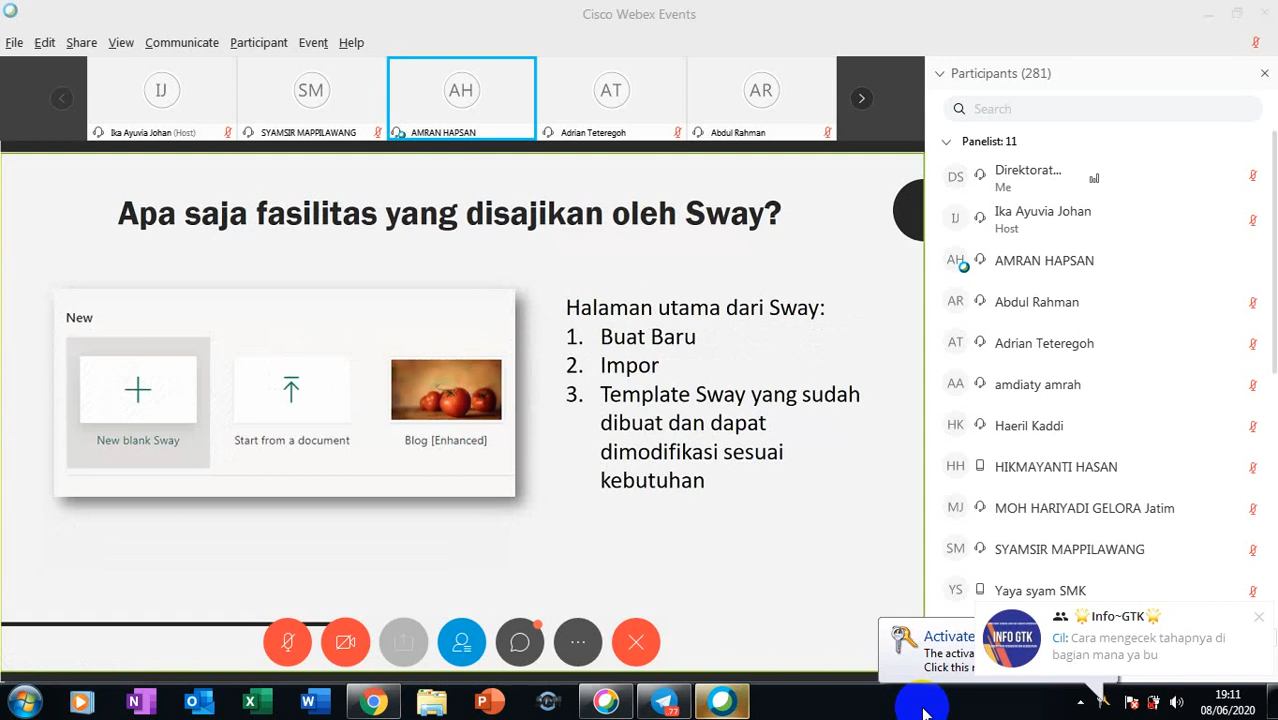 Cisco Webex Events
File Edit Share View Communicate Participant Event Help
IJ
SM
AH
AT
AR
Ika Ayuvia Johan (Host)
SYAMSIR MAPPILAWANG
AMRAN HAPSAN
Adrian Teteregoh
Abdul Rahman
Apa saja fasilitas yang disajikan oleh Sway?
New
New blank Sway
Start from a document
Blog [Enhanced]
Halaman utama dari Sway:
1. Buat Baru
2. Impor
3. Template Sway yang sudah
dibuat dan dapat
dimodifikasi sesuai
kebutuhan
Participants (281)
Search
Panelist: 11
DS Direktorat...
Me
IJ Ika Ayuvia Johan
Host
AH AMRAN HAPSAN
AR Abdul Rahman
AT Adrian Teteregoh
AA amdiaty amrah
HK Haeril Kaddi
HH HIKMAYANTI HASAN
MJ MOH HARIYADI GELORA Jatim
SM SYAMSIR MAPPILAWANG
YS Yaya syam SMK
Activate
The activa
Click this
INFO GTK
Info~GTK
Cil: Cara mengecek tahapnya di
bagian mana ya bu
77
19:11
08/06/2020